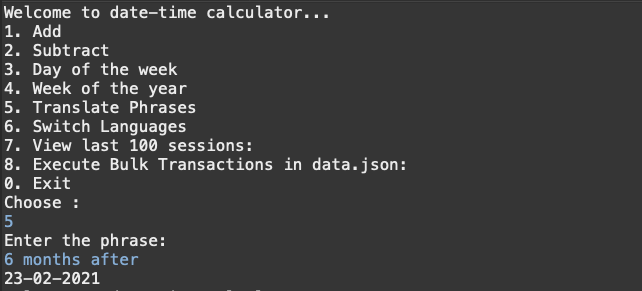 Welcome to date-time calculator...
1. Add
2. Subtract
3. Day of the week
4. Week of the year
5. Translate Phrases
6. Switch Languages
7. View last 100 sessions:
8. Execute Bulk Transactions in data.json:
0. Exit
Choose :
5
Enter the phrase:
6 months after
23-02-2021